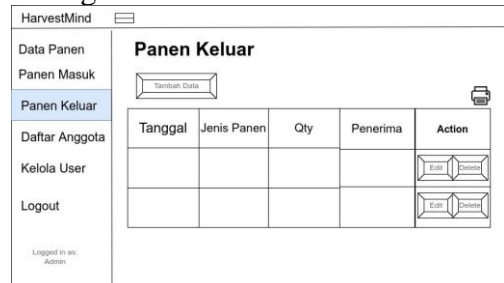 HarvestMind
Data Panen
Panen Masuk
Panen Keluar
Daftar Anggota
Kelola User
Logout
Logged in as:
Admin
Panen Keluar
Tambah Data
Tanggal Jenis Panen Qty Penerima Action
Edit Delete
Edit Delete